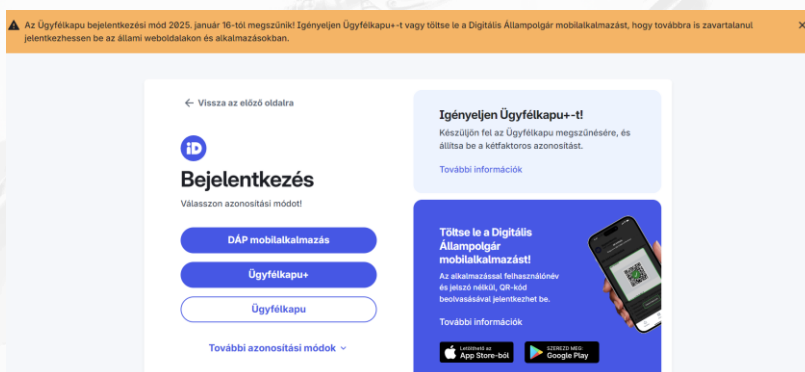 Az Ügyfélkapu bejelentkezési mód 2025. január 16-tól megszűnik! Igényeljen Ügyfélkapu+-t vagy töltse le a Digitális Állampolgár mobilalkalmazást, hogy továbbra is zavartalanul
jelentkezhessen be az állami weboldalakon és alkalmazásokban.
← Vissza az előző oldalra
iD
Bejelentkezés
Válasszon azonosítási módot!
DÁP mobilalkalmazás
Ügyfélkapu+
Ügyfélkapu
További azonosítási módok
Igényeljen Ügyfélkapu+-t!
Készüljön fel az Ügyfélkapu megszűnésére, és
állítsa be a kétfaktoros azonosítást.
További információk
Töltse le a Digitális
Állampolgár
mobilalkalmazást!
Az alkalmazással felhasználónév
és jelszó nélkül, QR-kód
beolvasásával jelentkezhet be.
További információk
Letölthető az
App Store-ból
SZEREZD MEG:
Google Play